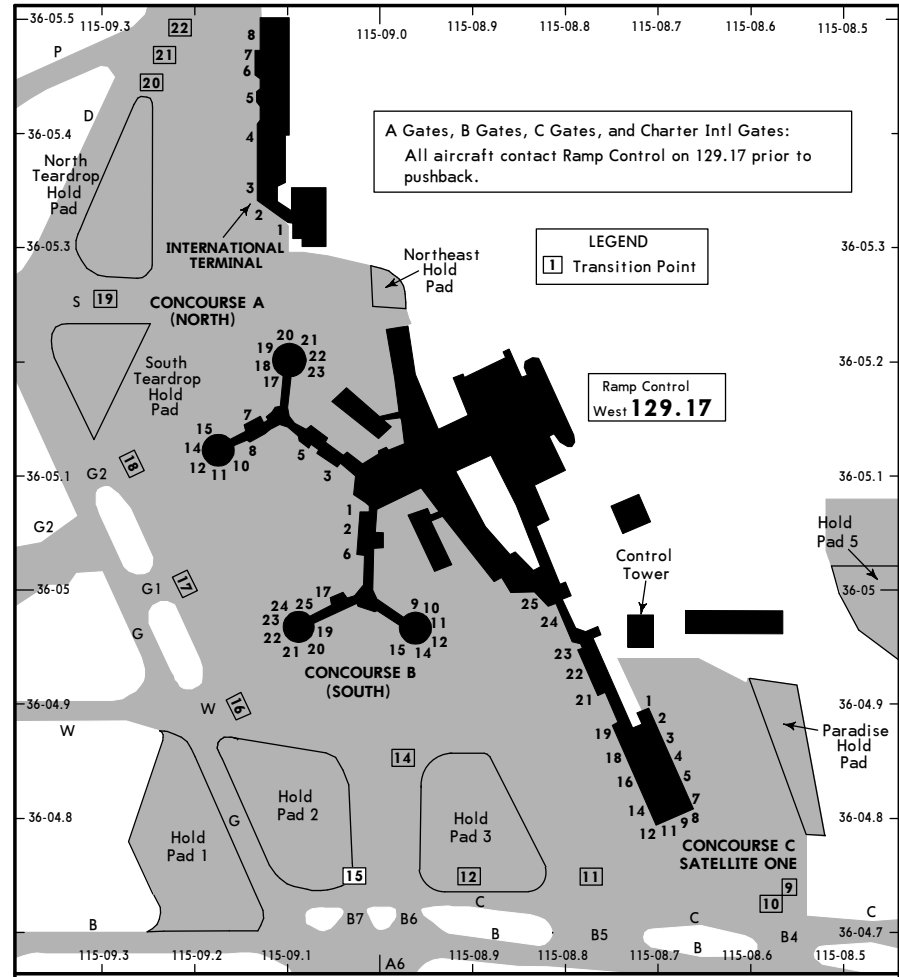 36-05.5
115-09.3
115-09.0
115-08.9
115-08.8
115-08.7
115-08.6
115-08.5
22
P
21
20
8
7
6
5
4
3
2
1
D
36-05.4
North
Teardrop
Hold
Pad
A Gates, B Gates, C Gates, and Charter Intl Gates:
All aircraft contact Ramp Control on 129.17 prior to
pushback.
INTERNATIONAL
TERMINAL
36-05.3
36-05.3
Northeast
Hold
Pad
LEGEND
1 Transition Point
S
19
CONCOURSE A
(NORTH)
20
19
21
18
22
17
23
36-05.2
South
Teardrop
Hold
Pad
Ramp Control
West 129.17
15
7
14
8
12
11
10
5
3
18
G2
36-05.1
36-05.1
G2
1
2
6
Hold
Pad 5
Control
Tower
36-05
36-05
G1
17
G
17
24
25
23
22
19
21
20
9
10
11
12
15
14
25
24
23
22
21
CONCOURSE B
(SOUTH)
36-04.9
36-04.9
W
W
16
1
2
3
4
5
7
8
9
11
12
14
16
18
19
Paradise
Hold
Pad
14
Hold
Pad 1
G
Hold
Pad 2
Hold
Pad 3
36-04.8
36-04.8
CONCOURSE C
SATELLITE ONE
15
12
11
9
10
C
C
C
B
B7
B6
B
B5
B
B4
36-04.7
115-09.3
115-09.2
115-09.1
A6
115-08.9
115-08.8
115-08.7
115-08.6
115-08.5